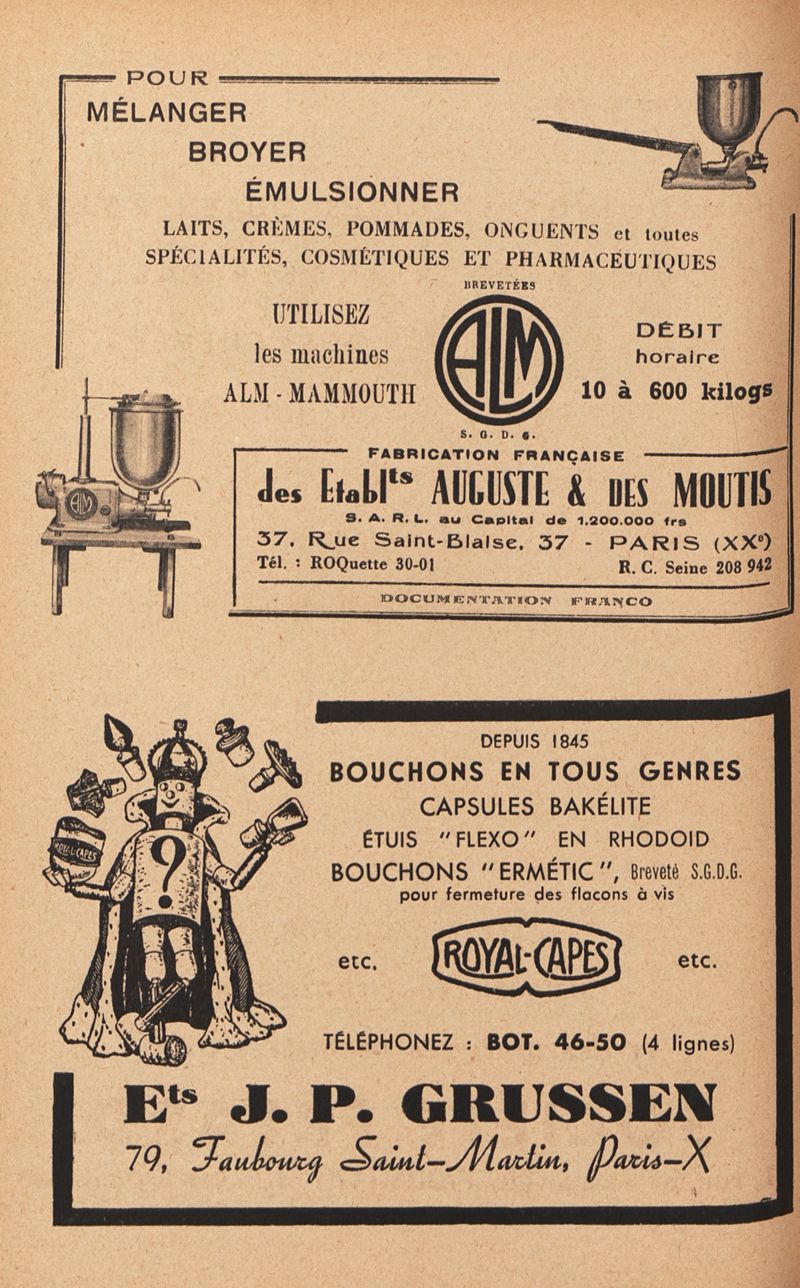 POUR
MÉLANGER
BROYER
ÉMULSIONNER
LAITS, CRÈMES, POMMADES, ONGUENTS et toutes
SPÉCIALITÉS, COSMÉTIQUES ET PHARMACEUTIQUES
BREVETÉES
UTILISEZ
les machines
ALM - MAMMOUTH
ALM
S. G. D. G.
DÉBIT
horaire
10 à 600 kilogs
ALM
FABRICATION FRANÇAISE
des Etablts AUGUSTE & DES MOUTIS
S. A. R. L. au Capital de 1.200.000 frs
37, Rue Saint-Blaise, 37 - PARIS (XXe)
Tél. : ROQuette 30-01 R. C. Seine 208 942
DOCUMENTATION FRANCO
DEPUIS 1845
BOUCHONS EN TOUS GENRES
CAPSULES BAKÉLITE
ÉTUIS "FLEXO" EN RHODOID
BOUCHONS "ERMÉTIC", Breveté S.G.D.G.
pour fermeture des flacons à vis
etc. ROYAL-CAPES etc.
ROYAL-CAPES
?
TÉLÉPHONEZ : BOT. 46-50 (4 lignes)
Ets J. P. GRUSSEN
79, Faubourg Saint-Martin, Paris-X